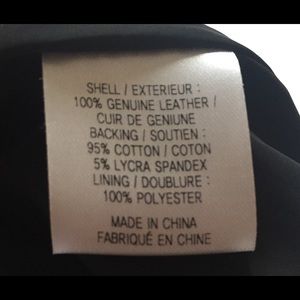 SHELL / EXTERIEUR :
100% GENUINE LEATHER /
CUIR DE GENIUNE
BACKING / SOUTIEN :
95% COTTON / COTON
5% LYCRA SPANDEX
LINING / DOUBLURE :
100% POLYESTER
MADE IN CHINA
FABRIQUÉ EN CHINE